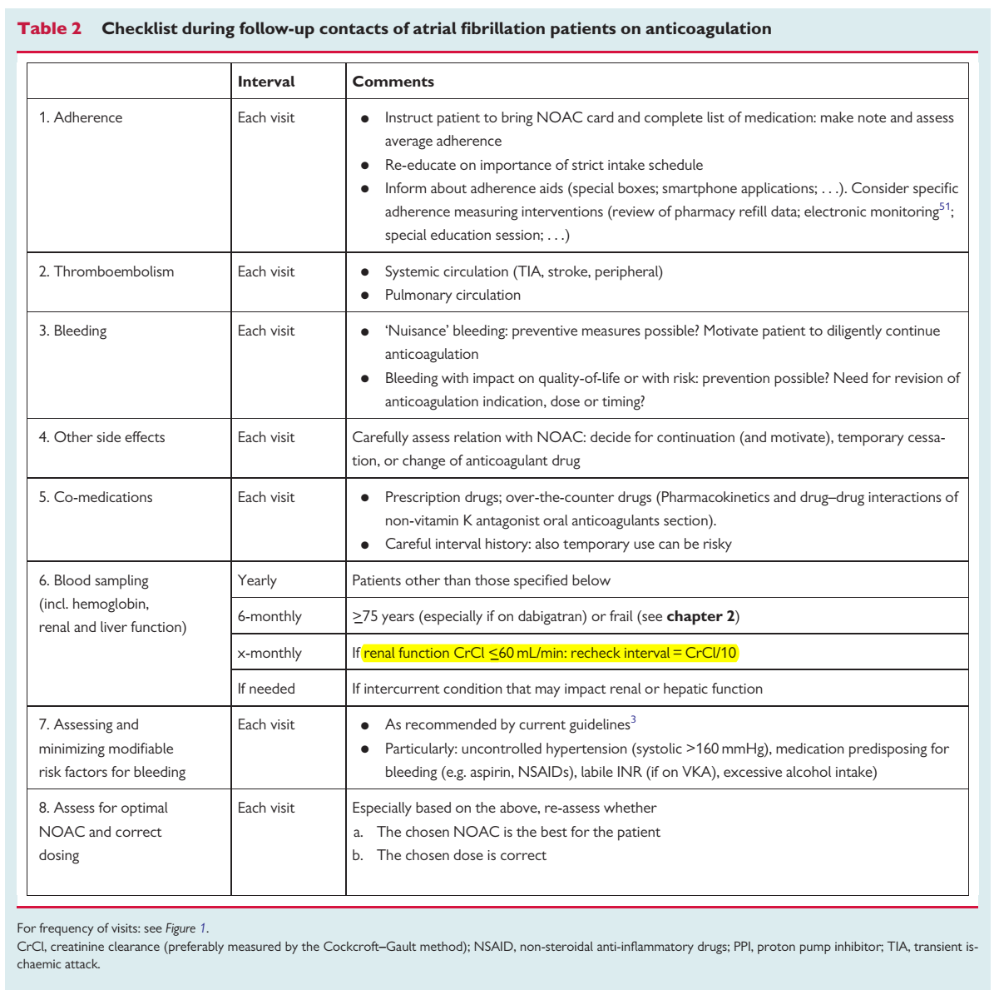 Table 2 Checklist during follow-up contacts of atrial fibrillation patients on anticoagulation
Interval Comments
1. Adherence Each visit ● Instruct patient to bring NOAC card and complete list of medication: make note and assess
average adherence
● Re-educate on importance of strict intake schedule
● Inform about adherence aids (special boxes; smartphone applications; . . .). Consider specific
adherence measuring interventions (review of pharmacy refill data; electronic monitoring51;
special education session; . . .)
2. Thromboembolism Each visit ● Systemic circulation (TIA, stroke, peripheral)
● Pulmonary circulation
3. Bleeding Each visit ● ‘Nuisance’ bleeding: preventive measures possible? Motivate patient to diligently continue
anticoagulation
● Bleeding with impact on quality-of-life or with risk: prevention possible? Need for revision of
anticoagulation indication, dose or timing?
4. Other side effects Each visit Carefully assess relation with NOAC: decide for continuation (and motivate), temporary cessa-
tion, or change of anticoagulant drug
5. Co-medications Each visit ● Prescription drugs; over-the-counter drugs (Pharmacokinetics and drug–drug interactions of
non-vitamin K antagonist oral anticoagulants section).
● Careful interval history: also temporary use can be risky
6. Blood sampling Yearly Patients other than those specified below
(incl. hemoglobin,
renal and liver function)
6-monthly ≥75 years (especially if on dabigatran) or frail (see chapter 2)
x-monthly If renal function CrCl ≤60 mL/min: recheck interval = CrCl/10
If needed If intercurrent condition that may impact renal or hepatic function
7. Assessing and Each visit ● As recommended by current guidelines3
minimizing modifiable ● Particularly: uncontrolled hypertension (systolic >160 mmHg), medication predisposing for
risk factors for bleeding bleeding (e.g. aspirin, NSAIDs), labile INR (if on VKA), excessive alcohol intake)
8. Assess for optimal Each visit Especially based on the above, re-assess whether
NOAC and correct a. The chosen NOAC is the best for the patient
dosing b. The chosen dose is correct
For frequency of visits: see Figure 1.
CrCl, creatinine clearance (preferably measured by the Cockcroft–Gault method); NSAID, non-steroidal anti-inflammatory drugs; PPI, proton pump inhibitor; TIA, transient is-
chaemic attack.